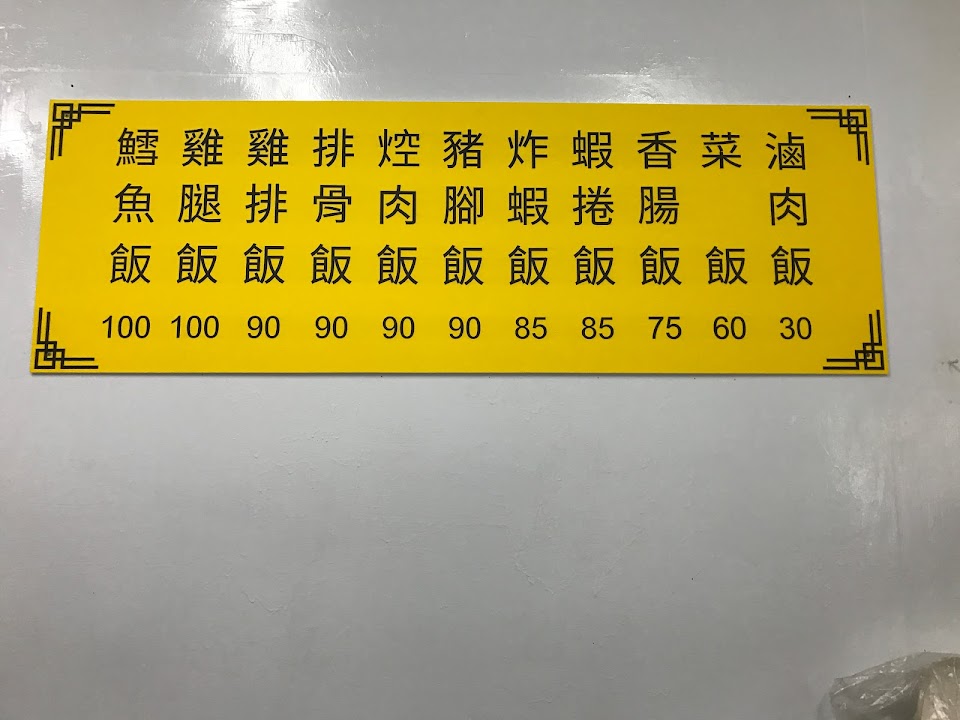 滷肉飯 30
菜飯 60
香腸飯 75
蝦捲飯 85
炸蝦飯 85
豬腳飯 90
焢肉飯 90
排骨飯 90
雞排飯 90
雞腿飯 100
鱈魚飯 100